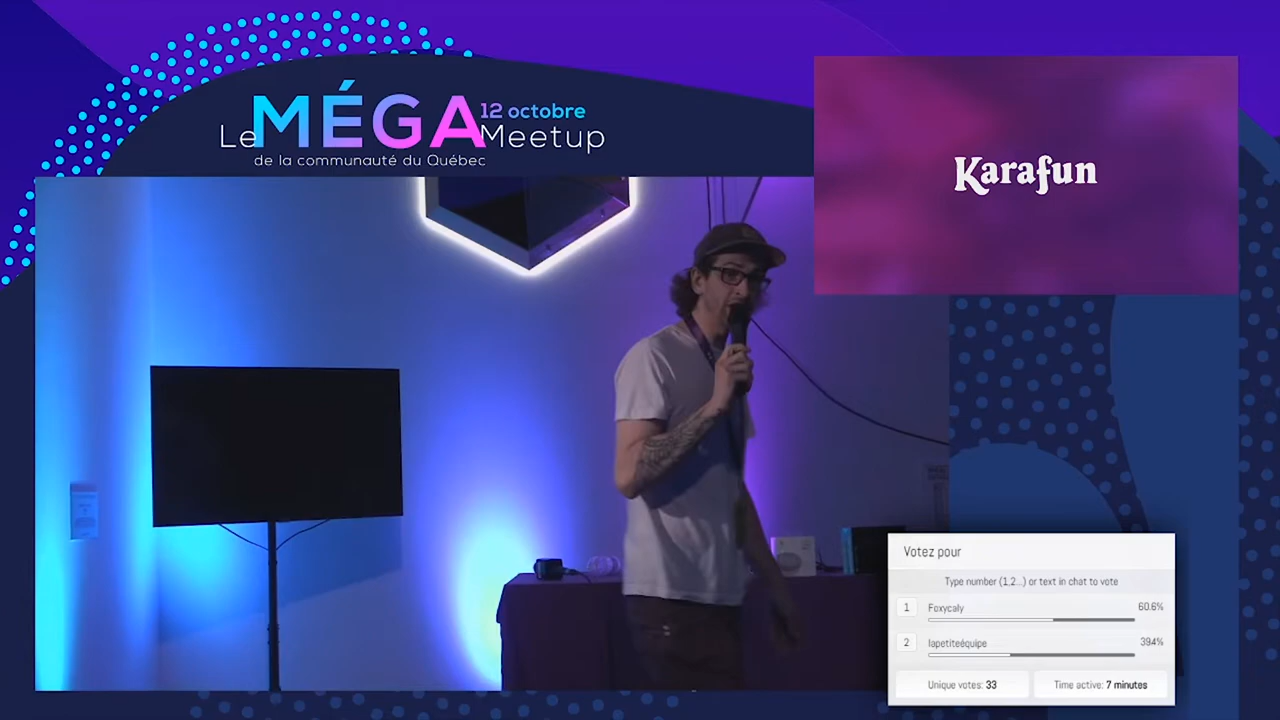 12 octobre
Le MÉGA Meetup
de la communauté du Québec
Karafun
Votez pour
Type number (1,2...) or text in chat to vote
1 Foxycaly 60.6%
2 lapetiteéquipe 39.4%
Unique votes: 33 Time active: 7 minutes